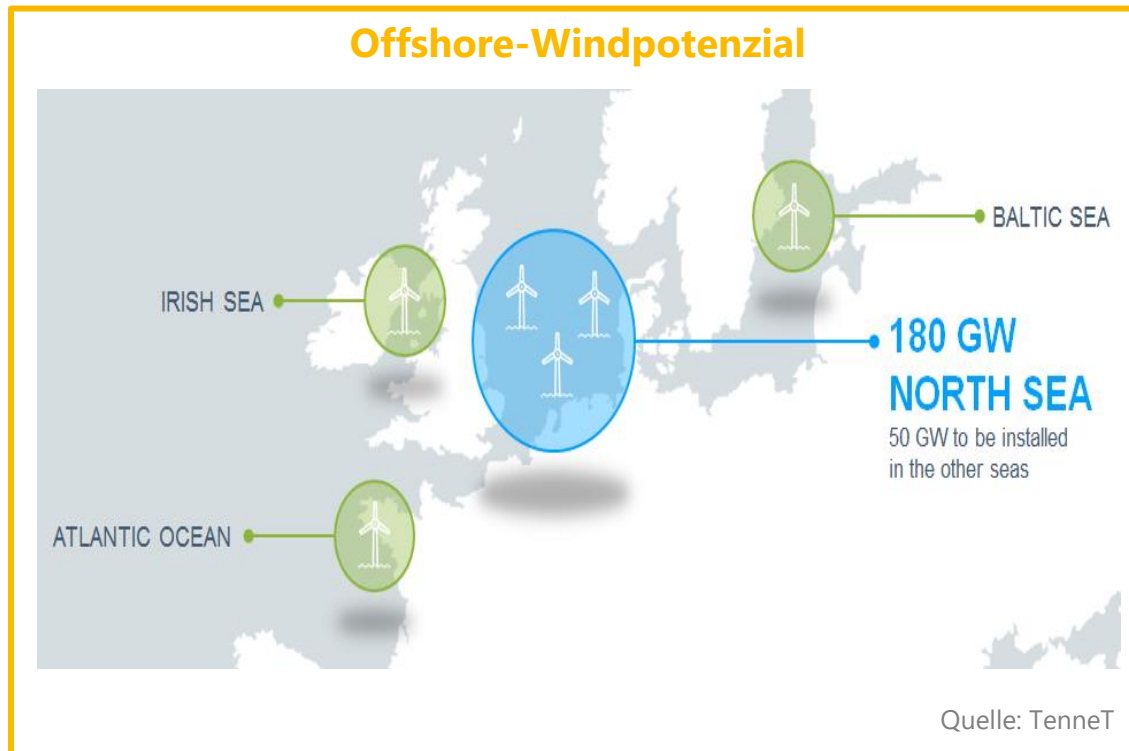 Offshore-Windpotenzial
BALTIC SEA
IRISH SEA
180 GW
NORTH SEA
50 GW to be installed
in the other seas
ATLANTIC OCEAN
Quelle: TenneT